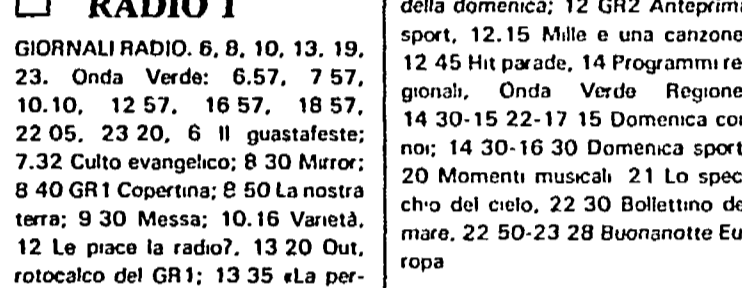 RADIO 1
GIORNALI RADIO. 6, 8, 10, 13, 19,
23. Onda Verde: 6.57, 7 57,
10.10, 12 57, 16 57, 18 57,
22 05, 23 20, 6 Il guastafeste;
7.32 Culto evangelico; 8 30 Mirror;
8 40 GR1 Copertina; 8 50 La nostra
terra; 9 30 Messa; 10.16 Varietà,
12 Le piace la radio?, 13 20 Out,
rotocalco del GR1; 13 35 «La per-
della domenica; 12 GR2 Anteprima
sport, 12.15 Mille e una canzone
12 45 Hit parade, 14 Programmi re
gionali, Onda Verde Regione
14 30-15 22-17 15 Domenica con
noi; 14 30-16 30 Domenica sport
20 Momenti musicali 21 Lo spec
chio del cielo, 22 30 Bollettino de
mare, 22 50-23 28 Buonanotte Eu
ropa